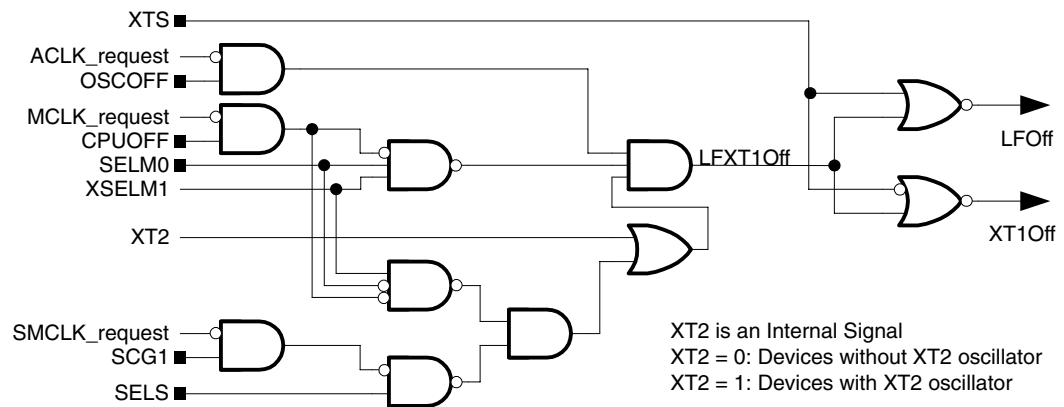 XTS
ACLK_request
OSCOFF
MCLK_request
CPUOFF
SELM0
XSELM1
XT2
SMCLK_request
SCG1
SELS
LFXT1Off
LFOff
XT1Off
XT2 is an Internal Signal
XT2 = 0: Devices without XT2 oscillator
XT2 = 1: Devices with XT2 oscillator